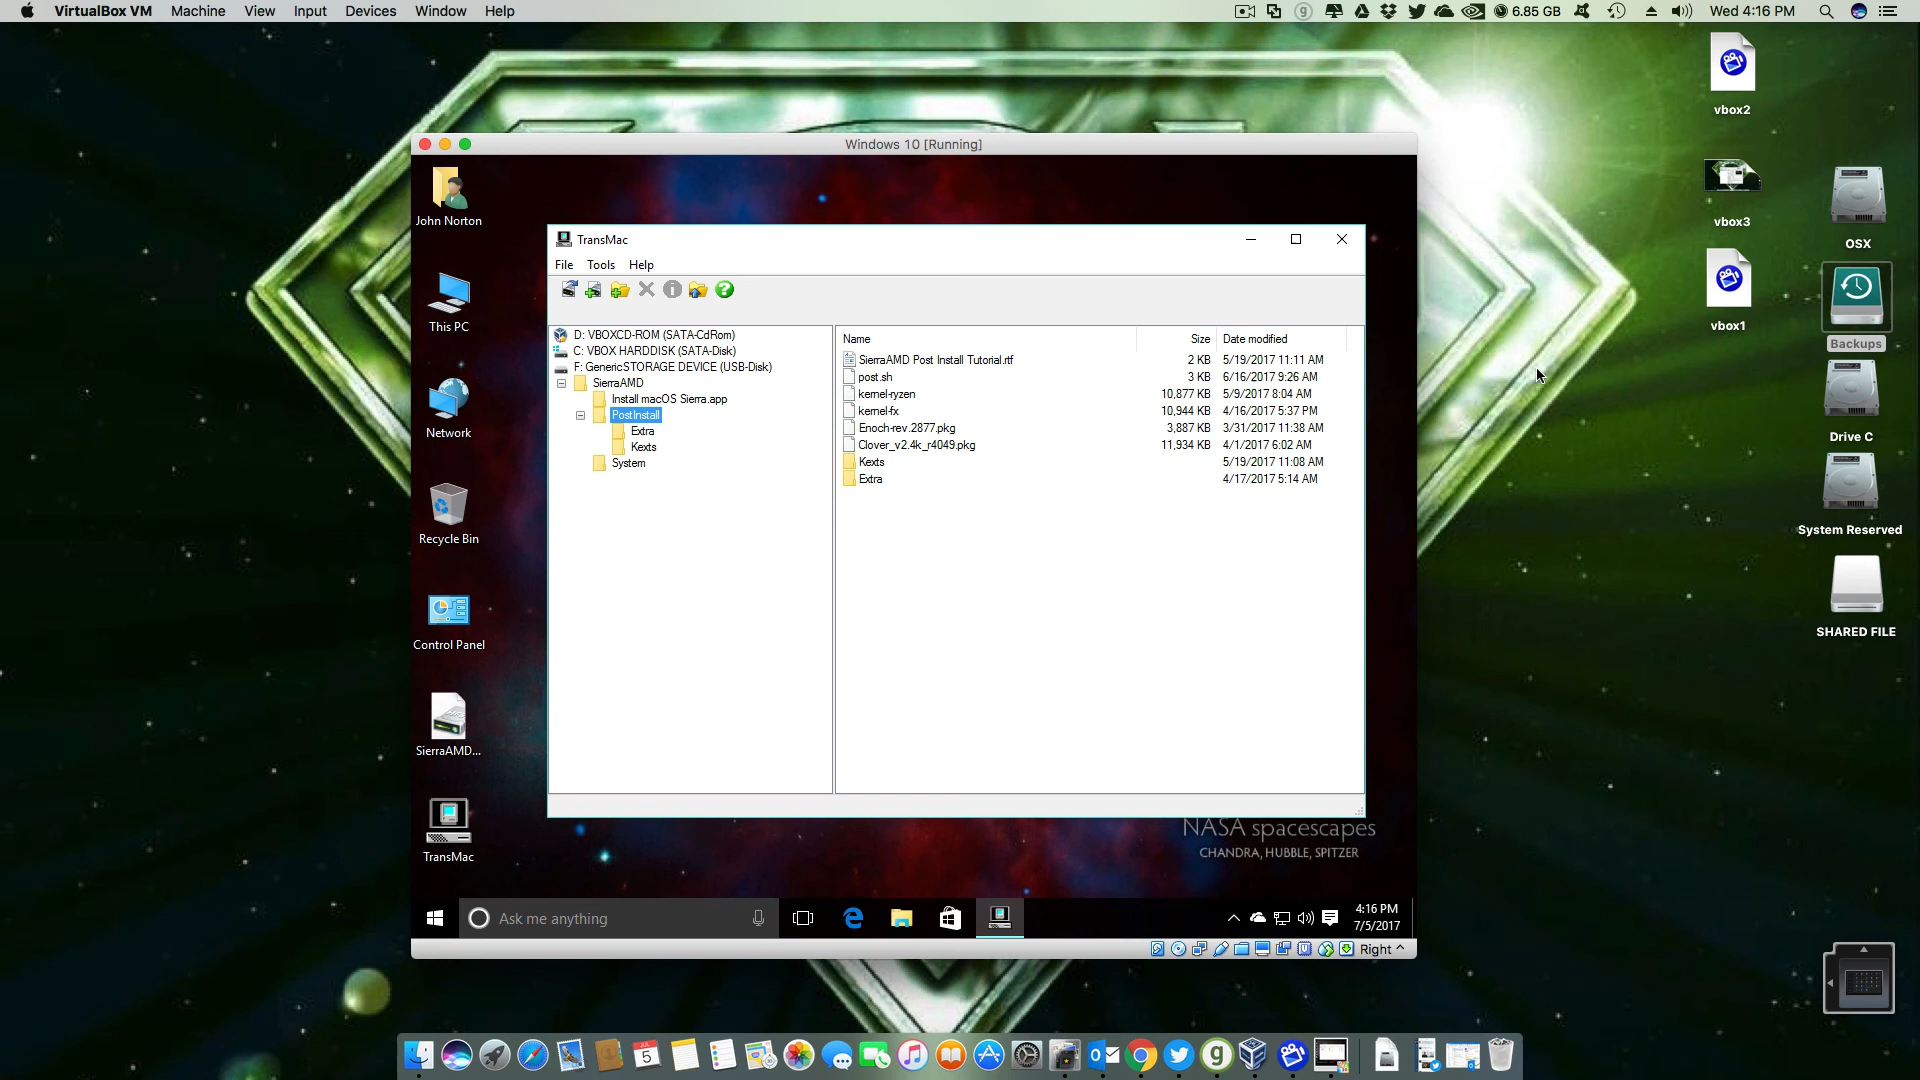 VirtualBox VM Machine View Input Devices Window Help 6.85 GB Wed 4:16 PM
vbox2
vbox3
OSX
vbox1
Backups
Drive C
System Reserved
SHARED FILE
Windows 10 [Running]
John Norton
This PC
Network
Recycle Bin
Control Panel
SierraAMD...
TransMac
TransMac
File Tools Help
D: VBOXCD-ROM (SATA-CdRom)
C: VBOX HARDDISK (SATA-Disk)
F: GenericSTORAGE DEVICE (USB-Disk)
SierraAMD
Install macOS Sierra.app
PostInstall
Extra
Kexts
System
Name Size Date modified
SierraAMD Post Install Tutorial.rtf 2 KB 5/19/2017 11:11 AM
post.sh 3 KB 6/16/2017 9:26 AM
kernel-ryzen 10,877 KB 5/9/2017 8:04 AM
kernel-fx 10,944 KB 4/16/2017 5:37 PM
Enoch-rev.2877.pkg 3,887 KB 3/31/2017 11:38 AM
Clover_v2.4k_r4049.pkg 11,934 KB 4/1/2017 6:02 AM
Kexts 5/19/2017 11:08 AM
Extra 4/17/2017 5:14 AM
NASA spacescapes
CHANDRA, HUBBLE, SPITZER
Ask me anything
4:16 PM
7/5/2017
Right ^
JUL
5